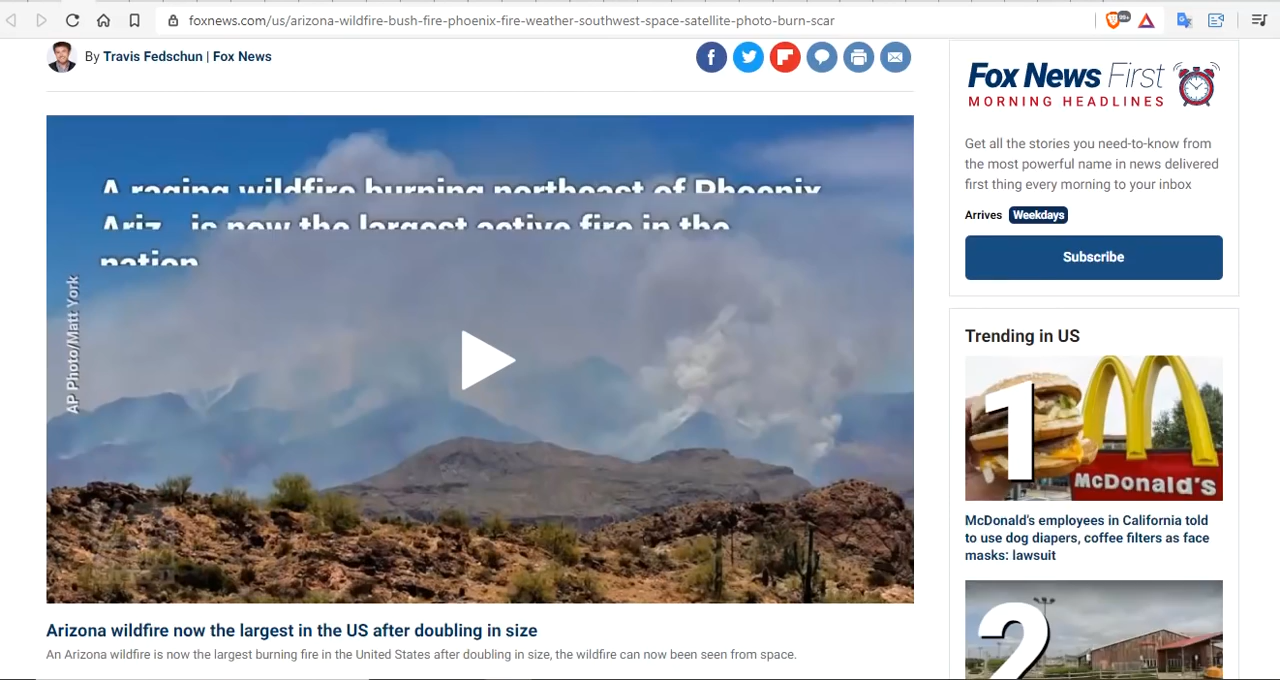 foxnews.com/us/arizona-wildfire-bush-fire-phoenix-fire-weather-southwest-space-satellite-photo-burn-scar
99+
By Travis Fedschun | Fox News
A raging wildfire burning northeast of Phoenix,
Ariz., is now the largest active fire in the
nation
AP Photo/Matt York
Arizona wildfire now the largest in the US after doubling in size
An Arizona wildfire is now the largest burning fire in the United States after doubling in size, the wildfire can now been seen from space.
Fox News First
MORNING HEADLINES
Get all the stories you need-to-know from
the most powerful name in news delivered
first thing every morning to your inbox
Arrives Weekdays
Subscribe
Trending in US
1
McDonald's
McDonald's employees in California told
to use dog diapers, coffee filters as face
masks: lawsuit
2